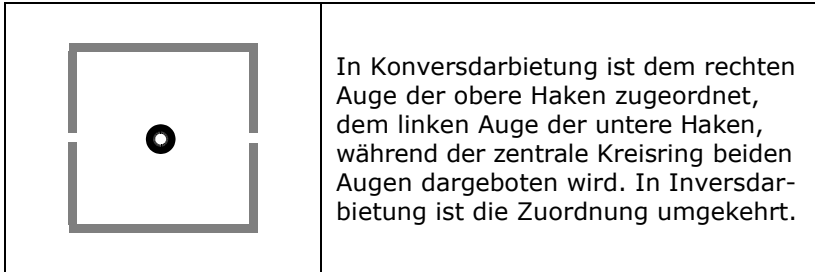 In Konversdarbietung ist dem rechten
Auge der obere Haken zugeordnet,
dem linken Auge der untere Haken,
während der zentrale Kreisring beiden
Augen dargeboten wird. In Inversdar-
bietung ist die Zuordnung umgekehrt.